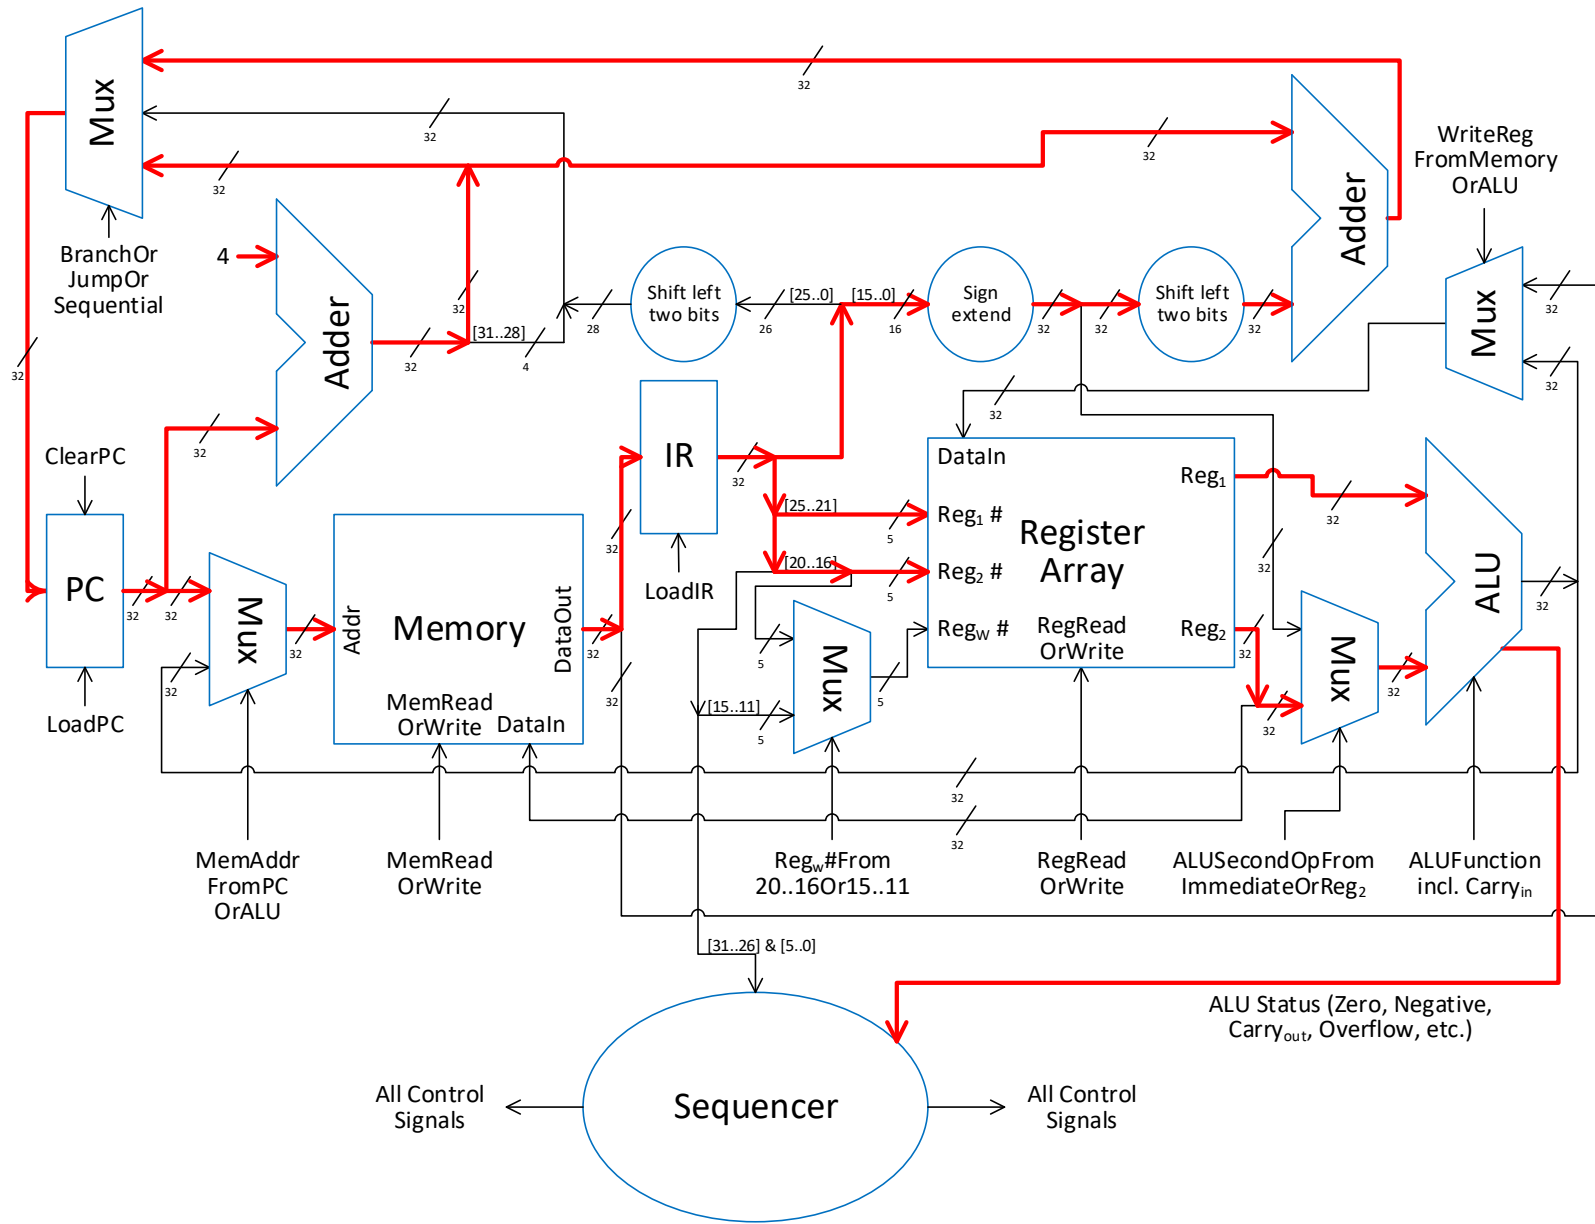 32
Mux
32
32
32
WriteReg
FromMemory
OrALU
BranchOr
JumpOr
Sequential
4
Adder
32
[31..28]
4
32
28
Shift left
two bits
[25..0]
26
[15..0]
16
Sign
extend
32
32
Shift left
two bits
32
Adder
Mux
32
32
32
32
32
ClearPC
PC
LoadPC
32
32
32
Mux
32
Addr
Memory
DataOut
MemRead
OrWrite
DataIn
32
32
32
IR
LoadIR
32
[25..21]
5
[20..16]
5
5
[15..11]
5
Mux
5
DataIn
Reg1 #
Reg2 #
RegW #
Register
Array
RegRead
OrWrite
Reg1
Reg2
32
32
32
32
Mux
32
ALU
32
32
32
MemAddr
FromPC
OrALU
MemRead
OrWrite
Regw#From
20..16Or15..11
RegRead
OrWrite
ALUSecondOpFrom
ImmediateOrReg2
ALUFunction
incl. Carryin
[31..26] & [5..0]
ALU Status (Zero, Negative,
Carryout, Overflow, etc.)
All Control
Signals
Sequencer
All Control
Signals